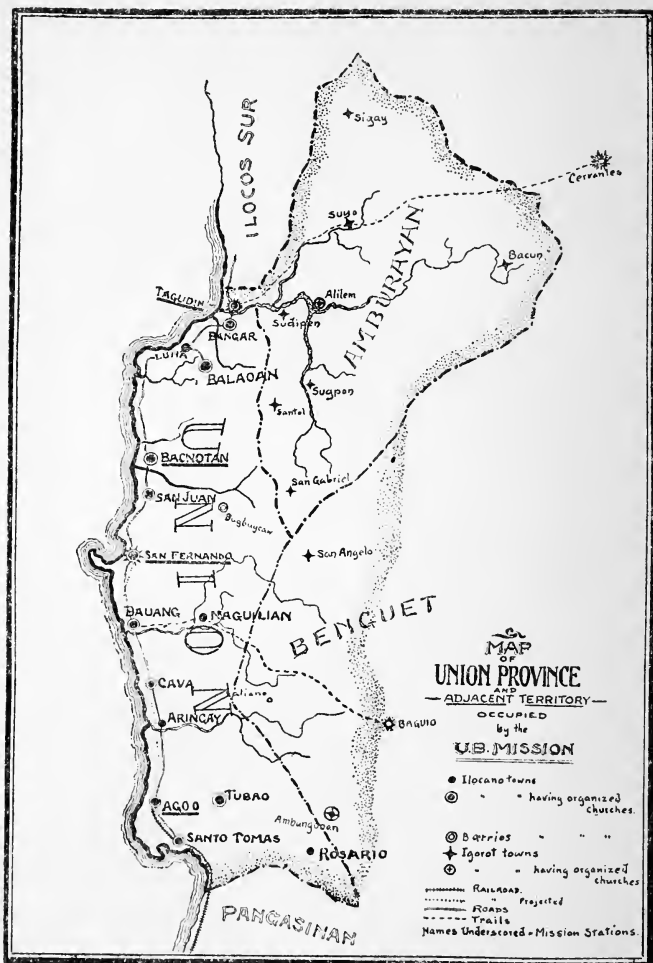 ILOCOS SUR
Sigay
Cervantes
SUYO
AMBURAYAN
Bacun
TAGUDIN
Alilem
Sudipen
BANGAR
LUNA
BALAOAN
Sugpon
Santol
UNION
BACNOTAN
San Gabriel
SAN JUAN
Bugbuycaw
San Angelo
SAN FERNANDO
BENGUET
BAUANG
NAGUILIAN
CAVA
ARINGAY
BAGUIO
AGOO
TUBAO
Ambungdoan
SANTO TOMAS
ROSARIO
PANGASINAN
MAP
OF
UNION PROVINCE
AND
ADJACENT TERRITORY
OCCUPIED
by the
U.B. MISSION
Ilocano towns
" " having organized
churches.
Barrios " " "
Igorot towns
" " having organized
churches
RAILROAD.
" Projected
ROADS
Trails
Names Underscored = Mission Stations.